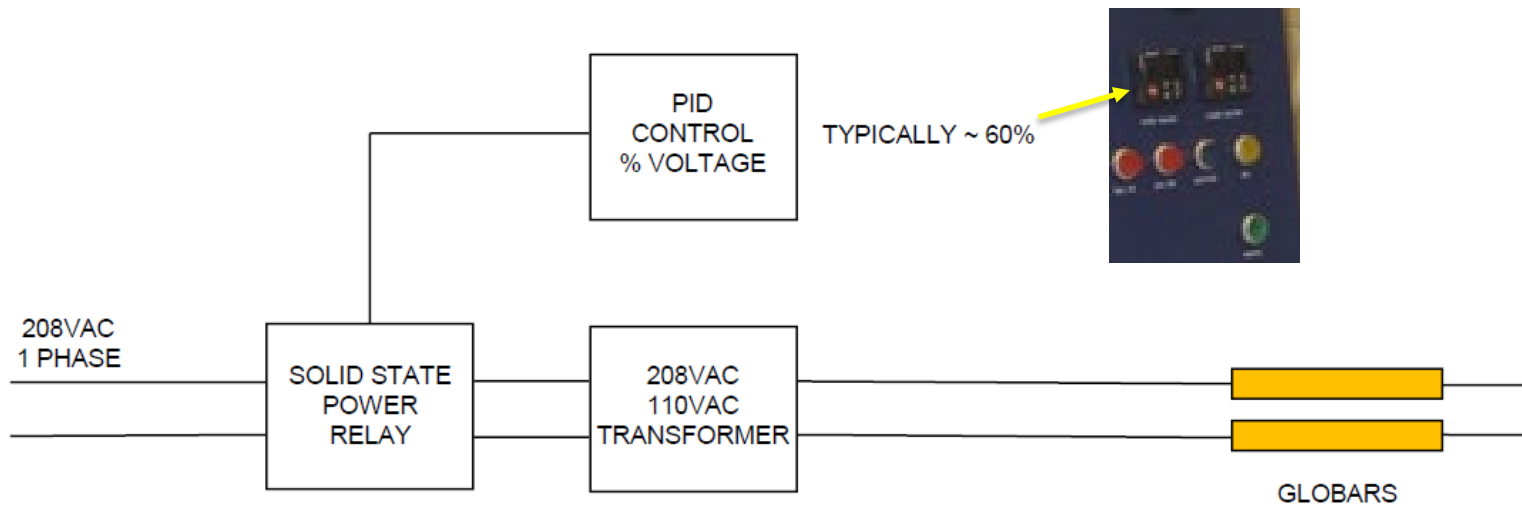 PID
CONTROL
% VOLTAGE
TYPICALLY ~ 60%
208VAC
1 PHASE
SOLID STATE
POWER
RELAY
208VAC
110VAC
TRANSFORMER
GLOBARS